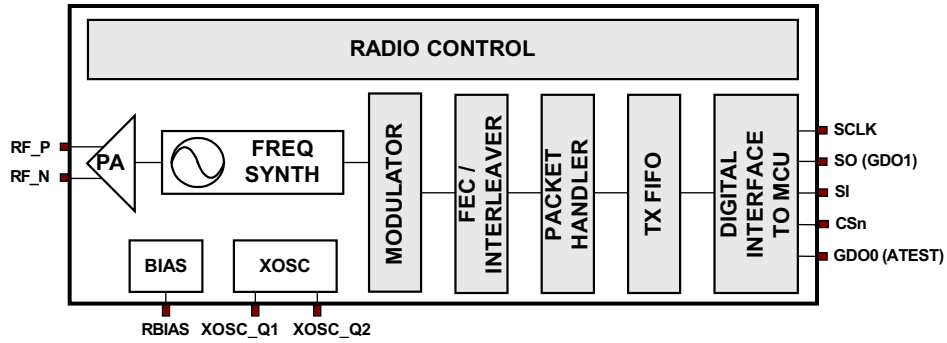 RADIO CONTROL
RF_P
RF_N
PA
FREQ
SYNTH
MODULATOR
FEC /
INTERLEAVER
PACKET
HANDLER
TX FIFO
DIGITAL
INTERFACE
TO MCU
SCLK
SO (GDO1)
SI
CSn
GDO0 (ATEST)
BIAS
XOSC
RBIAS
XOSC_Q1
XOSC_Q2